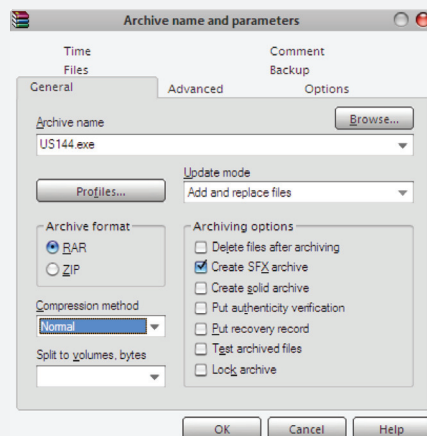 Archive name and parameters
Time Comment
Files Backup
General Advanced Options
Archive name Browse...
US144.exe
Update mode
Profiles... Add and replace files
Archive format Archiving options
RAR Delete files after archiving
ZIP Create SFX archive
Create solid archive
Compression method Put authenticity verification
Normal Put recovery record
Split to volumes, bytes Test archived files
Lock archive
OK Cancel Help